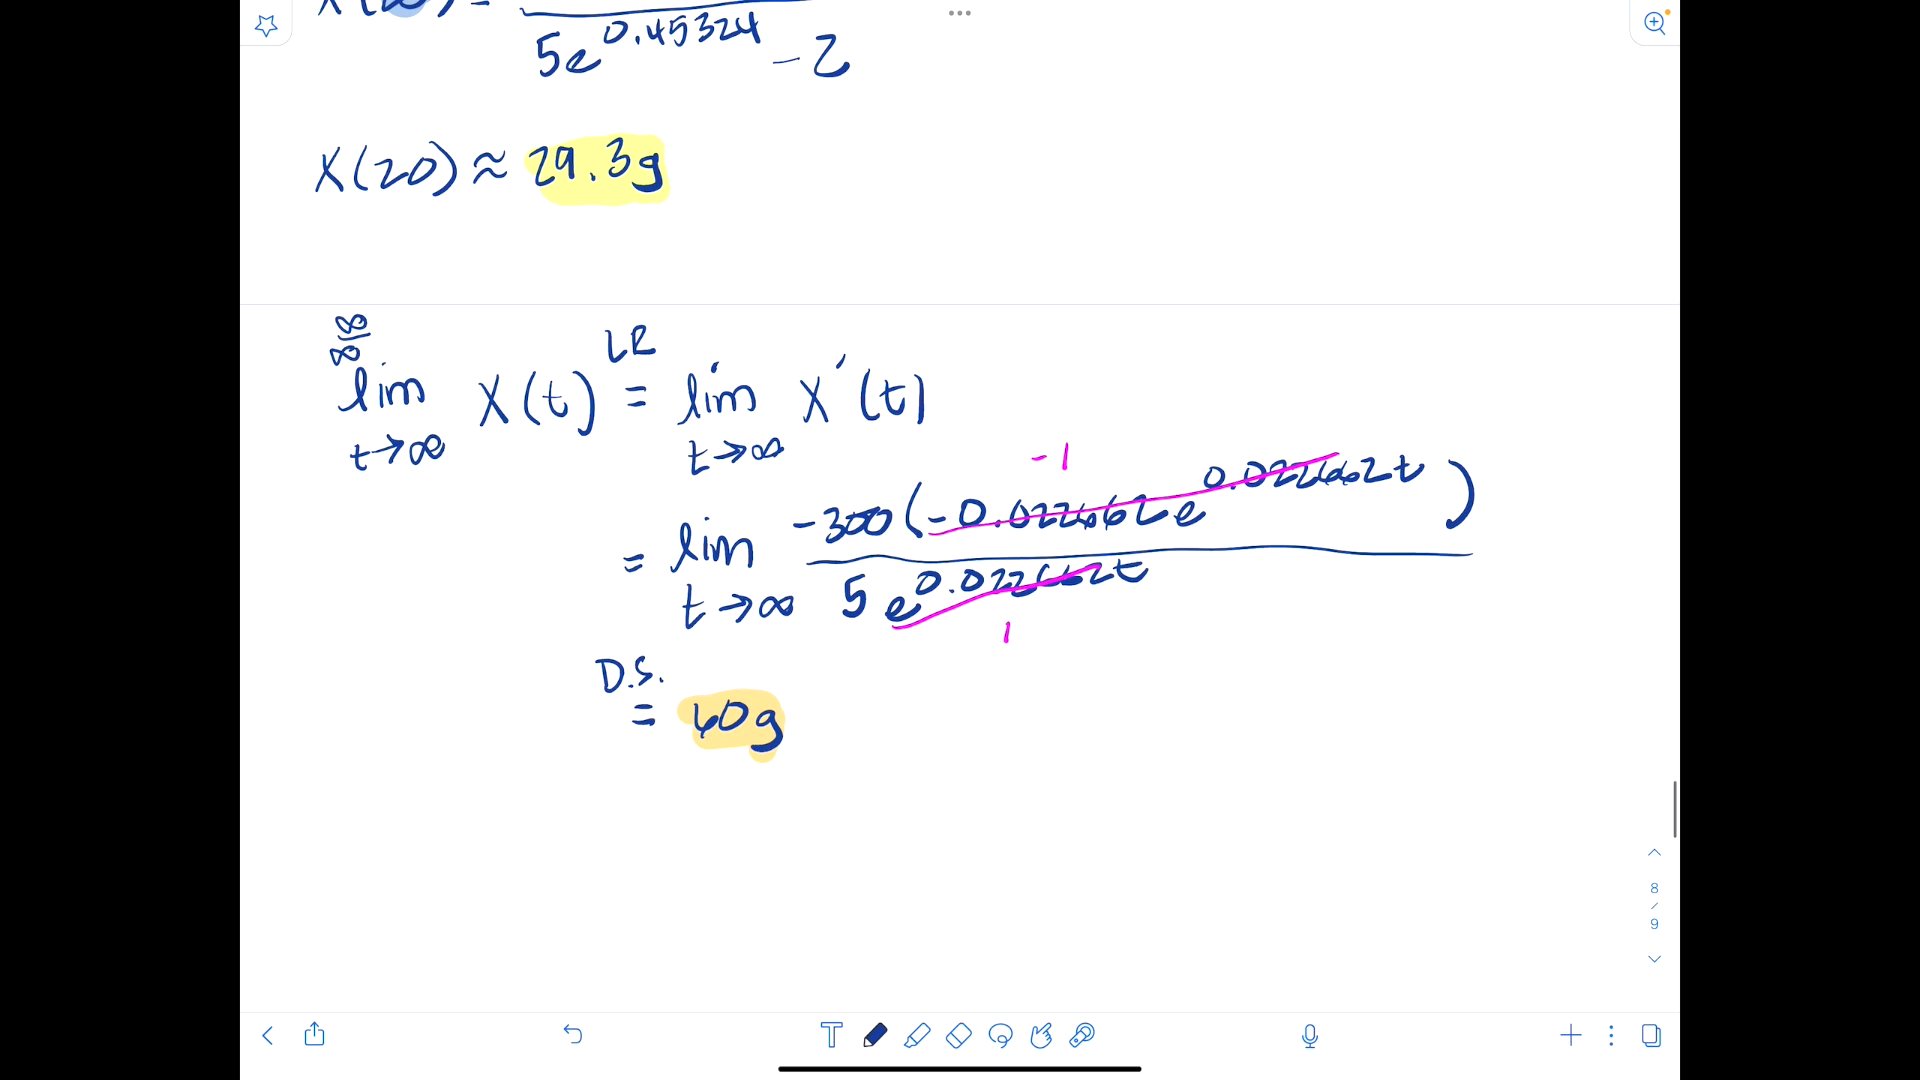 X(20) =
5e^0.45324 - 2
X(20) ≈ 29.3g
∞/∞ LR
lim t→∞ X(t) = lim t→∞ X'(t)
-1
= lim t→∞ -300(-0.022662e^0.022662t) / 5e^0.022662t
1
D.S.
= 60g
8
/
9
T